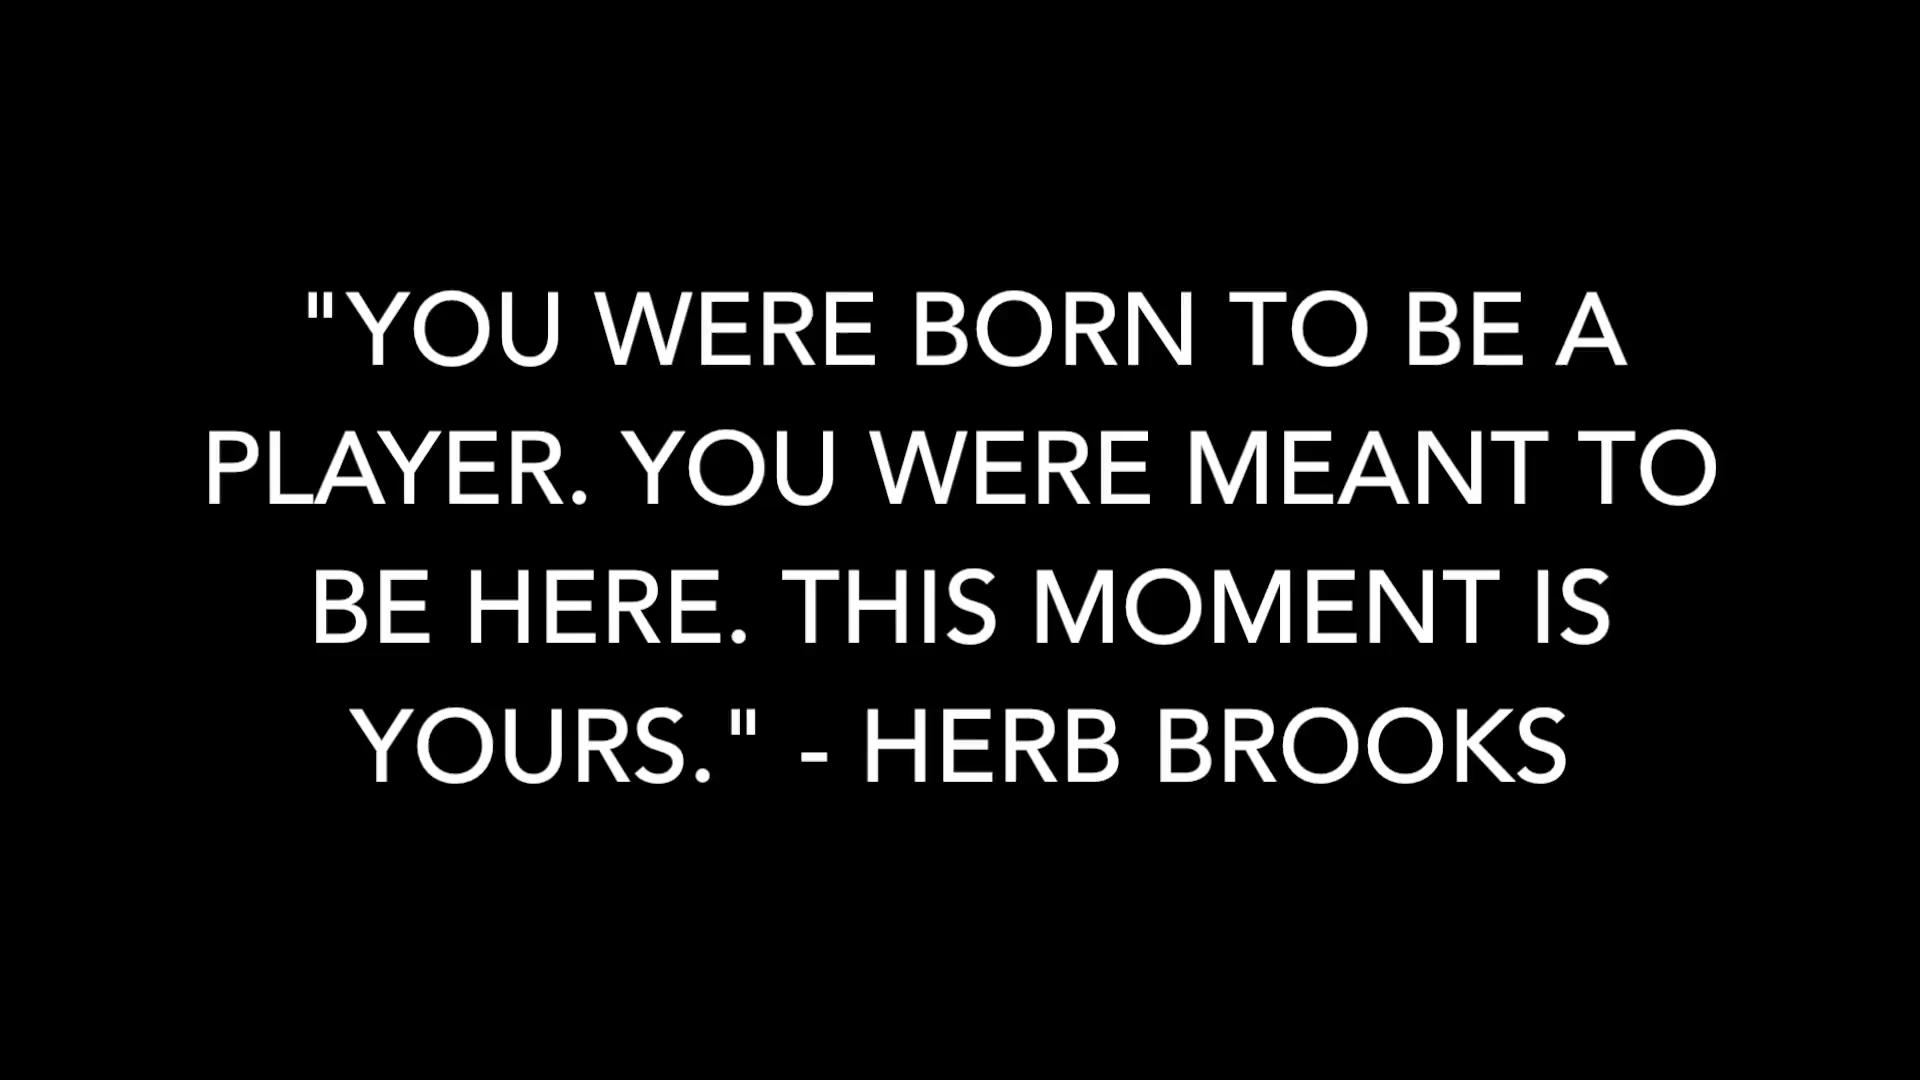 "YOU WERE BORN TO BE A
PLAYER. YOU WERE MEANT TO
BE HERE. THIS MOMENT IS
YOURS." - HERB BROOKS